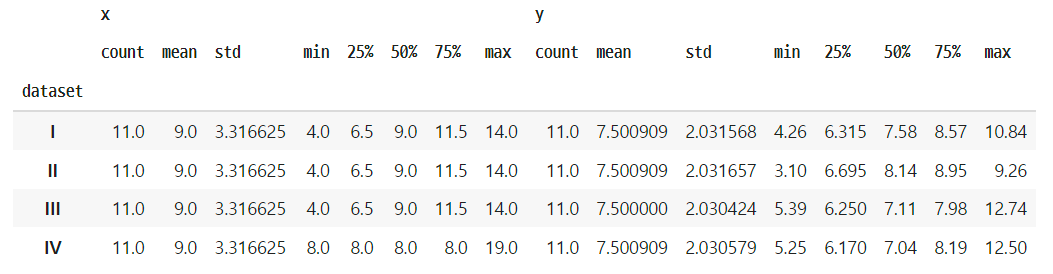 x y
count mean std min 25% 50% 75% max count mean std min 25% 50% 75% max
dataset
I 11.0 9.0 3.316625 4.0 6.5 9.0 11.5 14.0 11.0 7.500909 2.031568 4.26 6.315 7.58 8.57 10.84
II 11.0 9.0 3.316625 4.0 6.5 9.0 11.5 14.0 11.0 7.500909 2.031657 3.10 6.695 8.14 8.95 9.26
III 11.0 9.0 3.316625 4.0 6.5 9.0 11.5 14.0 11.0 7.500000 2.030424 5.39 6.250 7.11 7.98 12.74
IV 11.0 9.0 3.316625 8.0 8.0 8.0 8.0 19.0 11.0 7.500909 2.030579 5.25 6.170 7.04 8.19 12.50